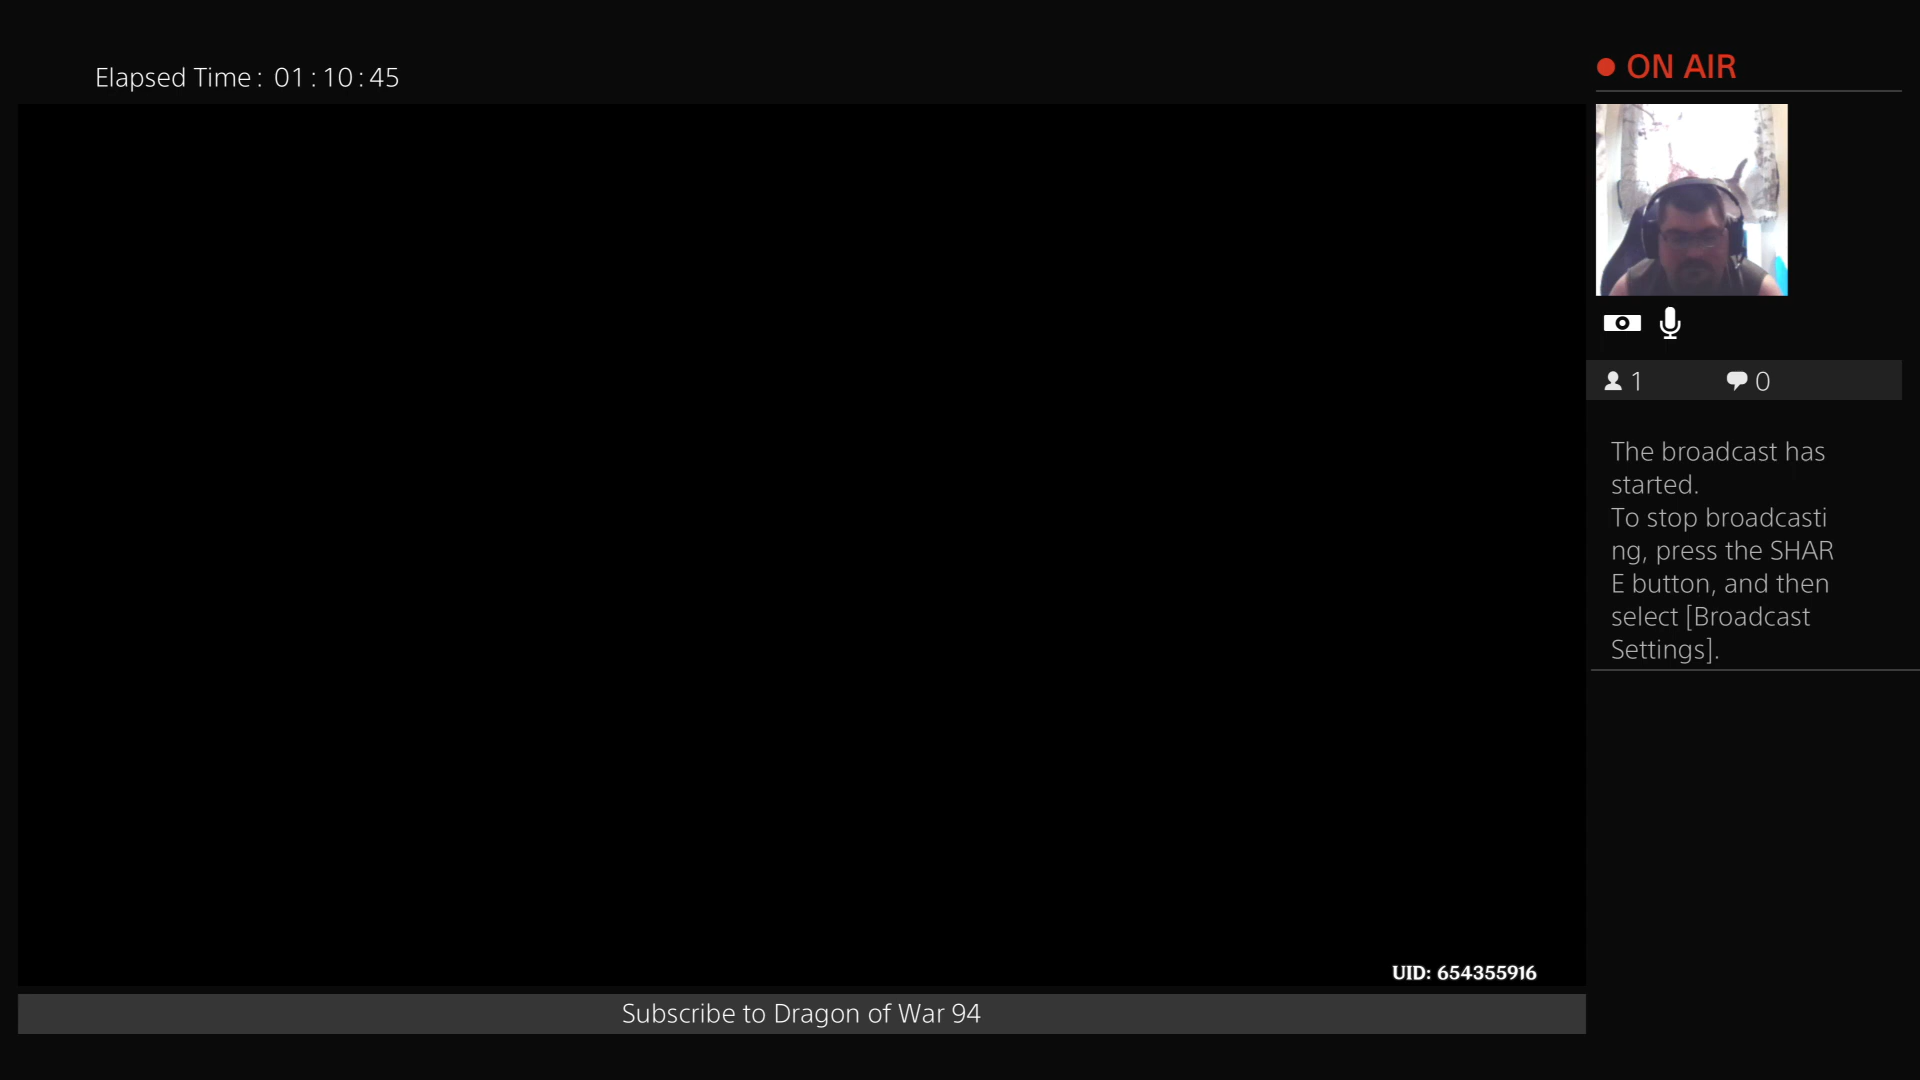 Elapsed Time: 01:10:45
ON AIR
1
0
The broadcast has
started.
To stop broadcasti
ng, press the SHAR
E button, and then
select [Broadcast
Settings].
UID: 654355916
Subscribe to Dragon of War 94